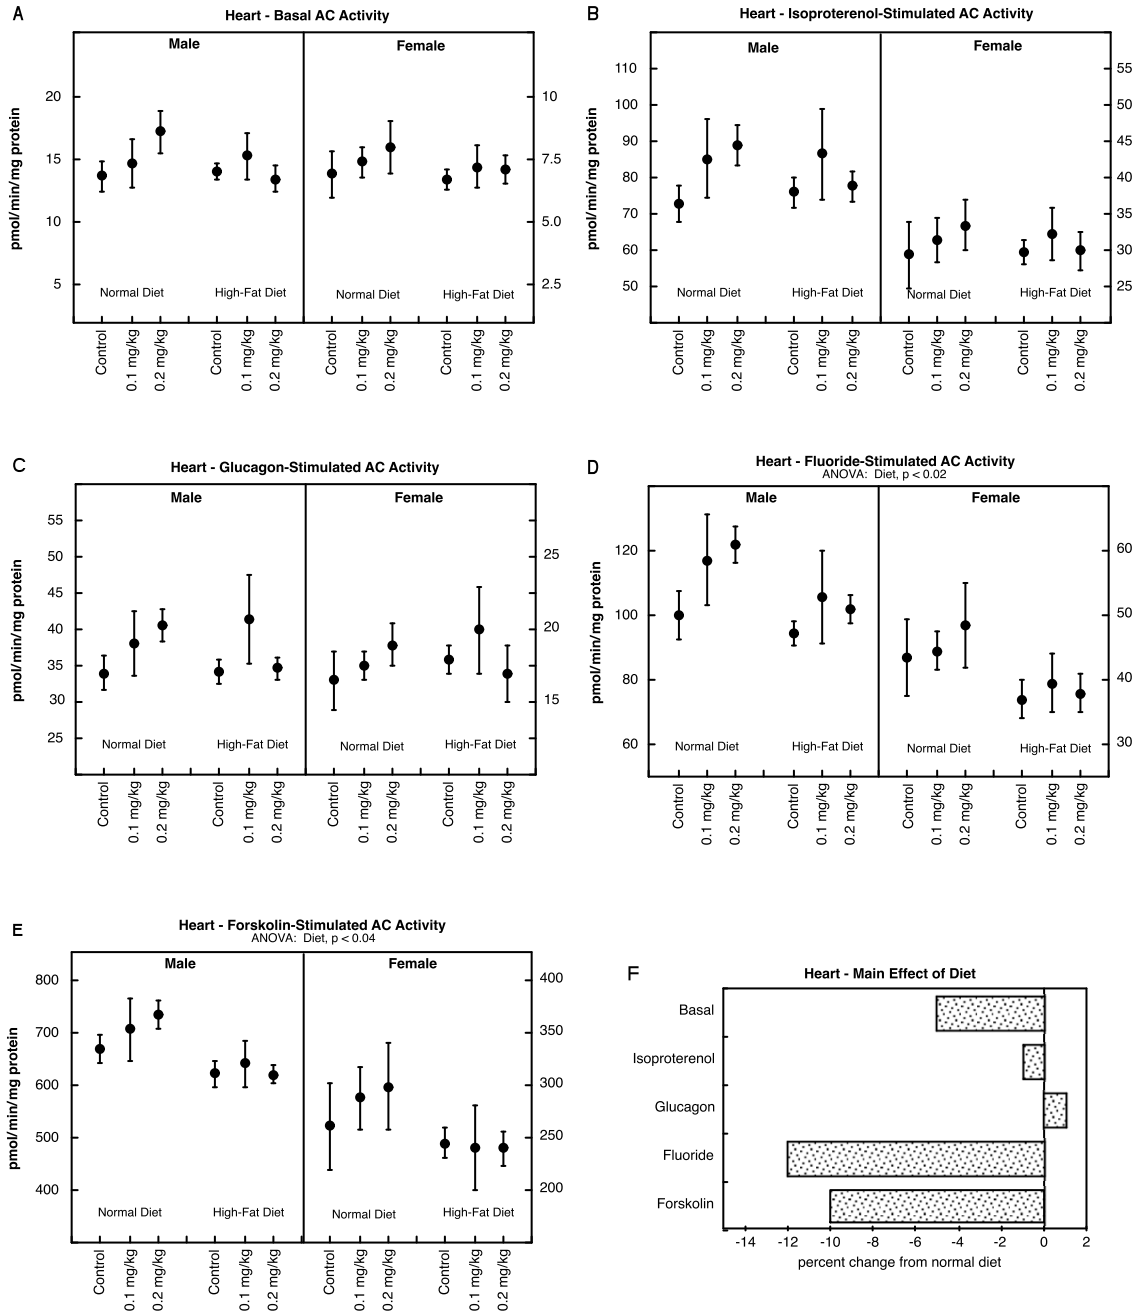 A
Heart - Basal AC Activity
Male
Female
pmol/min/mg protein
20
15
10
5
10
7.5
5.0
2.5
Normal Diet
High-Fat Diet
Normal Diet
High-Fat Diet
Control
0.1 mg/kg
0.2 mg/kg
Control
0.1 mg/kg
0.2 mg/kg
Control
0.1 mg/kg
0.2 mg/kg
Control
0.1 mg/kg
0.2 mg/kg
B
Heart - Isoproterenol-Stimulated AC Activity
Male
Female
pmol/min/mg protein
110
100
90
80
70
60
50
55
50
45
40
35
30
25
Normal Diet
High-Fat Diet
Normal Diet
High-Fat Diet
Control
0.1 mg/kg
0.2 mg/kg
Control
0.1 mg/kg
0.2 mg/kg
Control
0.1 mg/kg
0.2 mg/kg
Control
0.1 mg/kg
0.2 mg/kg
C
Heart - Glucagon-Stimulated AC Activity
Male
Female
pmol/min/mg protein
55
50
45
40
35
30
25
25
20
15
Normal Diet
High-Fat Diet
Normal Diet
High-Fat Diet
Control
0.1 mg/kg
0.2 mg/kg
Control
0.1 mg/kg
0.2 mg/kg
Control
0.1 mg/kg
0.2 mg/kg
Control
0.1 mg/kg
0.2 mg/kg
D
Heart - Fluoride-Stimulated AC Activity
ANOVA: Diet, p < 0.02
Male
Female
pmol/min/mg protein
120
100
80
60
60
50
40
30
Normal Diet
High-Fat Diet
Normal Diet
High-Fat Diet
Control
0.1 mg/kg
0.2 mg/kg
Control
0.1 mg/kg
0.2 mg/kg
Control
0.1 mg/kg
0.2 mg/kg
Control
0.1 mg/kg
0.2 mg/kg
E
Heart - Forskolin-Stimulated AC Activity
ANOVA: Diet, p < 0.04
Male
Female
pmol/min/mg protein
800
700
600
500
400
400
350
300
250
200
Normal Diet
High-Fat Diet
Normal Diet
High-Fat Diet
Control
0.1 mg/kg
0.2 mg/kg
Control
0.1 mg/kg
0.2 mg/kg
Control
0.1 mg/kg
0.2 mg/kg
Control
0.1 mg/kg
0.2 mg/kg
F
Heart - Main Effect of Diet
Basal
Isoproterenol
Glucagon
Fluoride
Forskolin
-14 -12 -10 -8 -6 -4 -2 0 2
percent change from normal diet